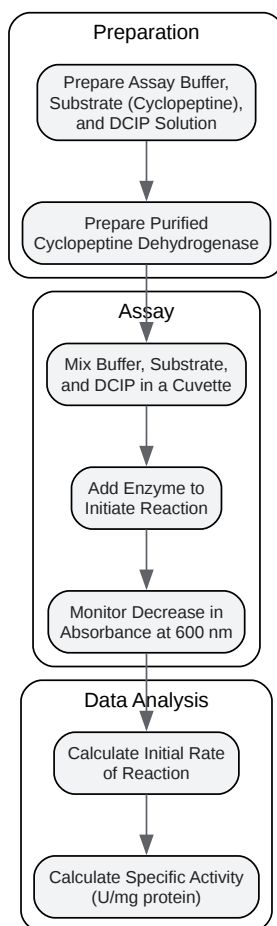 Preparation
Prepare Assay Buffer,
Substrate (Cyclopeptine),
and DCIP Solution
Prepare Purified
Cyclopeptine Dehydrogenase
Assay
Mix Buffer, Substrate,
and DCIP in a Cuvette
Add Enzyme to
Initiate Reaction
Monitor Decrease in
Absorbance at 600 nm
Data Analysis
Calculate Initial Rate
of Reaction
Calculate Specific Activity
(U/mg protein)